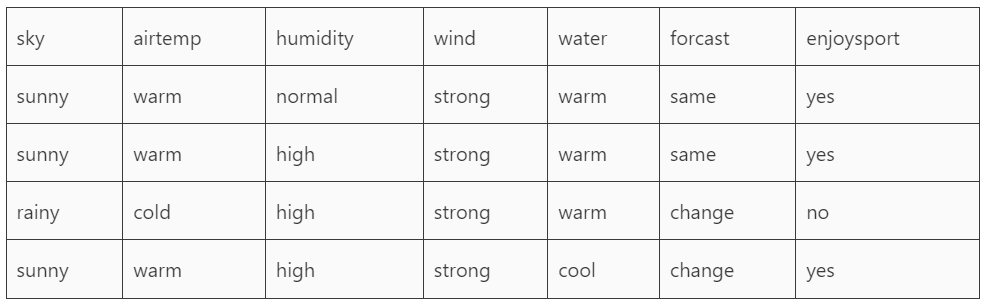 sky airtemp humidity wind water forcast enjoysport
sunny warm normal strong warm same yes
sunny warm high strong warm same yes
rainy cold high strong warm change no
sunny warm high strong cool change yes